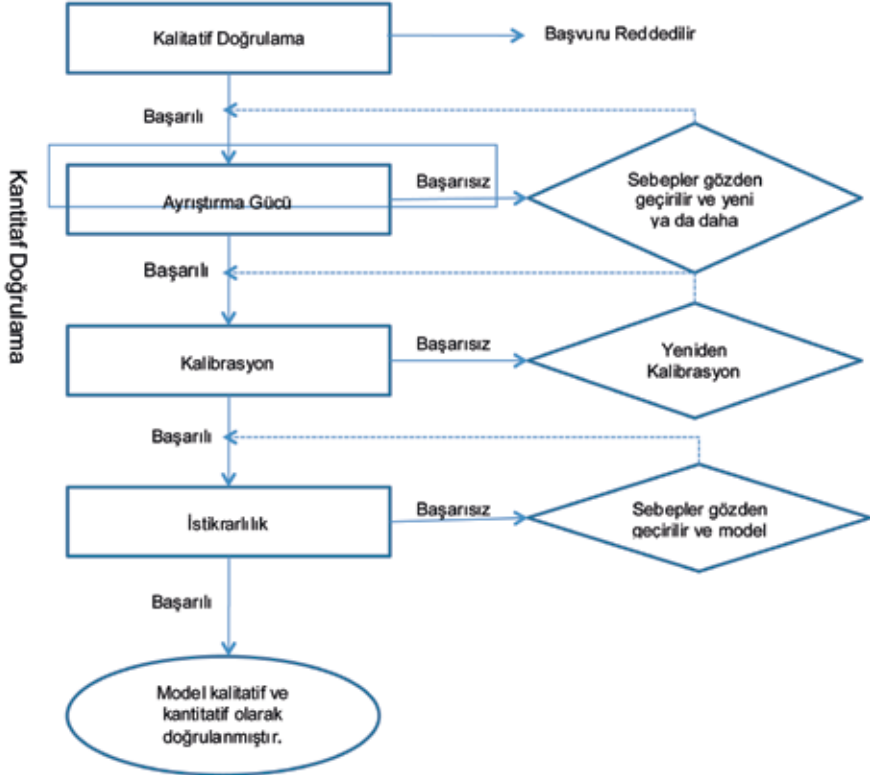 Kalitatif Doğrulama
Başvuru Reddedilir
Başarılı
Kantitaf Doğrulama
Ayrıştırma Gücü
Başarısız
Sebepler gözden
geçirilir ve yeni
ya da daha
Başarılı
Kalibrasyon
Başarısız
Yeniden
Kalibrasyon
Başarılı
İstikrarlılık
Başarısız
Sebepler gözden
geçirilir ve model
Başarılı
Model kalitatif ve
kantitatif olarak
doğrulanmıştır.